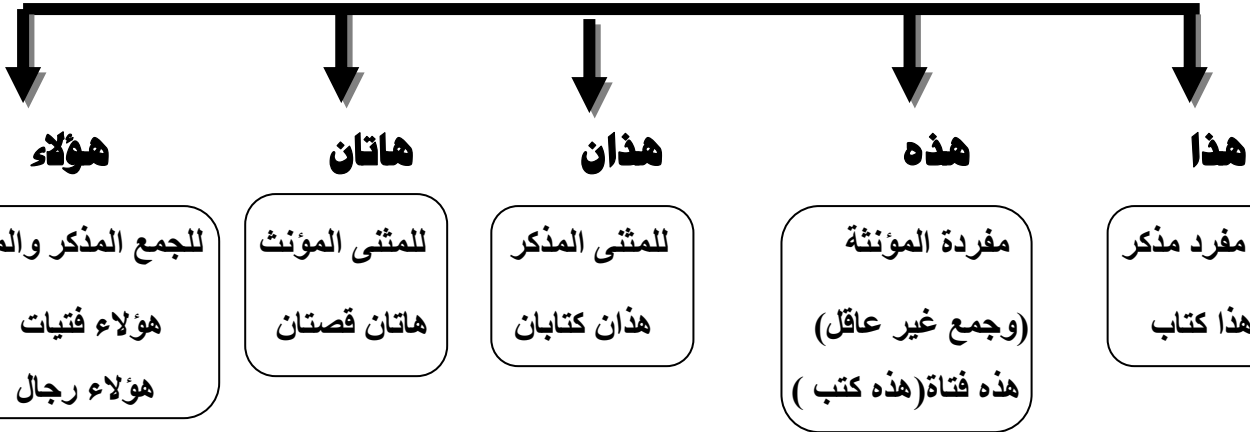 هذا
هذه
هذان
هاتان
هؤلاء
مفرد مذكر
هذا كتاب
مفردة المؤنثة
(وجمع غير عاقل)
هذه فتاة(هذه كتب )
للمثنى المذكر
هذان كتابان
للمثنى المؤنث
هاتان قصتان
للجمع المذكر
هؤلاء فتيات
هؤلاء رجال